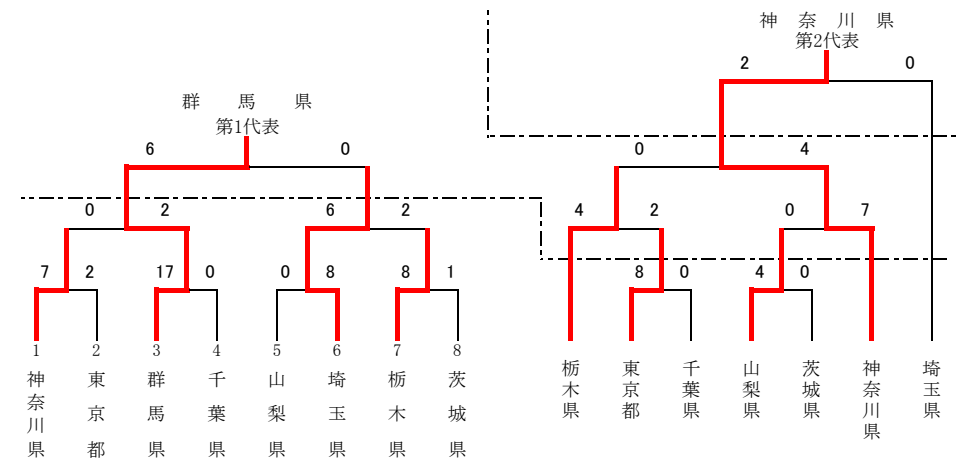 神奈川県
第2代表
2 0
群馬県
第1代表
6 0
0 4
0 2 6 2
4 2 0 7
7 2 17 0 0 8 8 1
8 0 4 0
1 2 3 4 5 6 7 8
神奈川県
東京都
群馬県
千葉県
山梨県
埼玉県
栃木県
茨城県
栃木県
東京都
千葉県
山梨県
茨城県
神奈川県
埼玉県